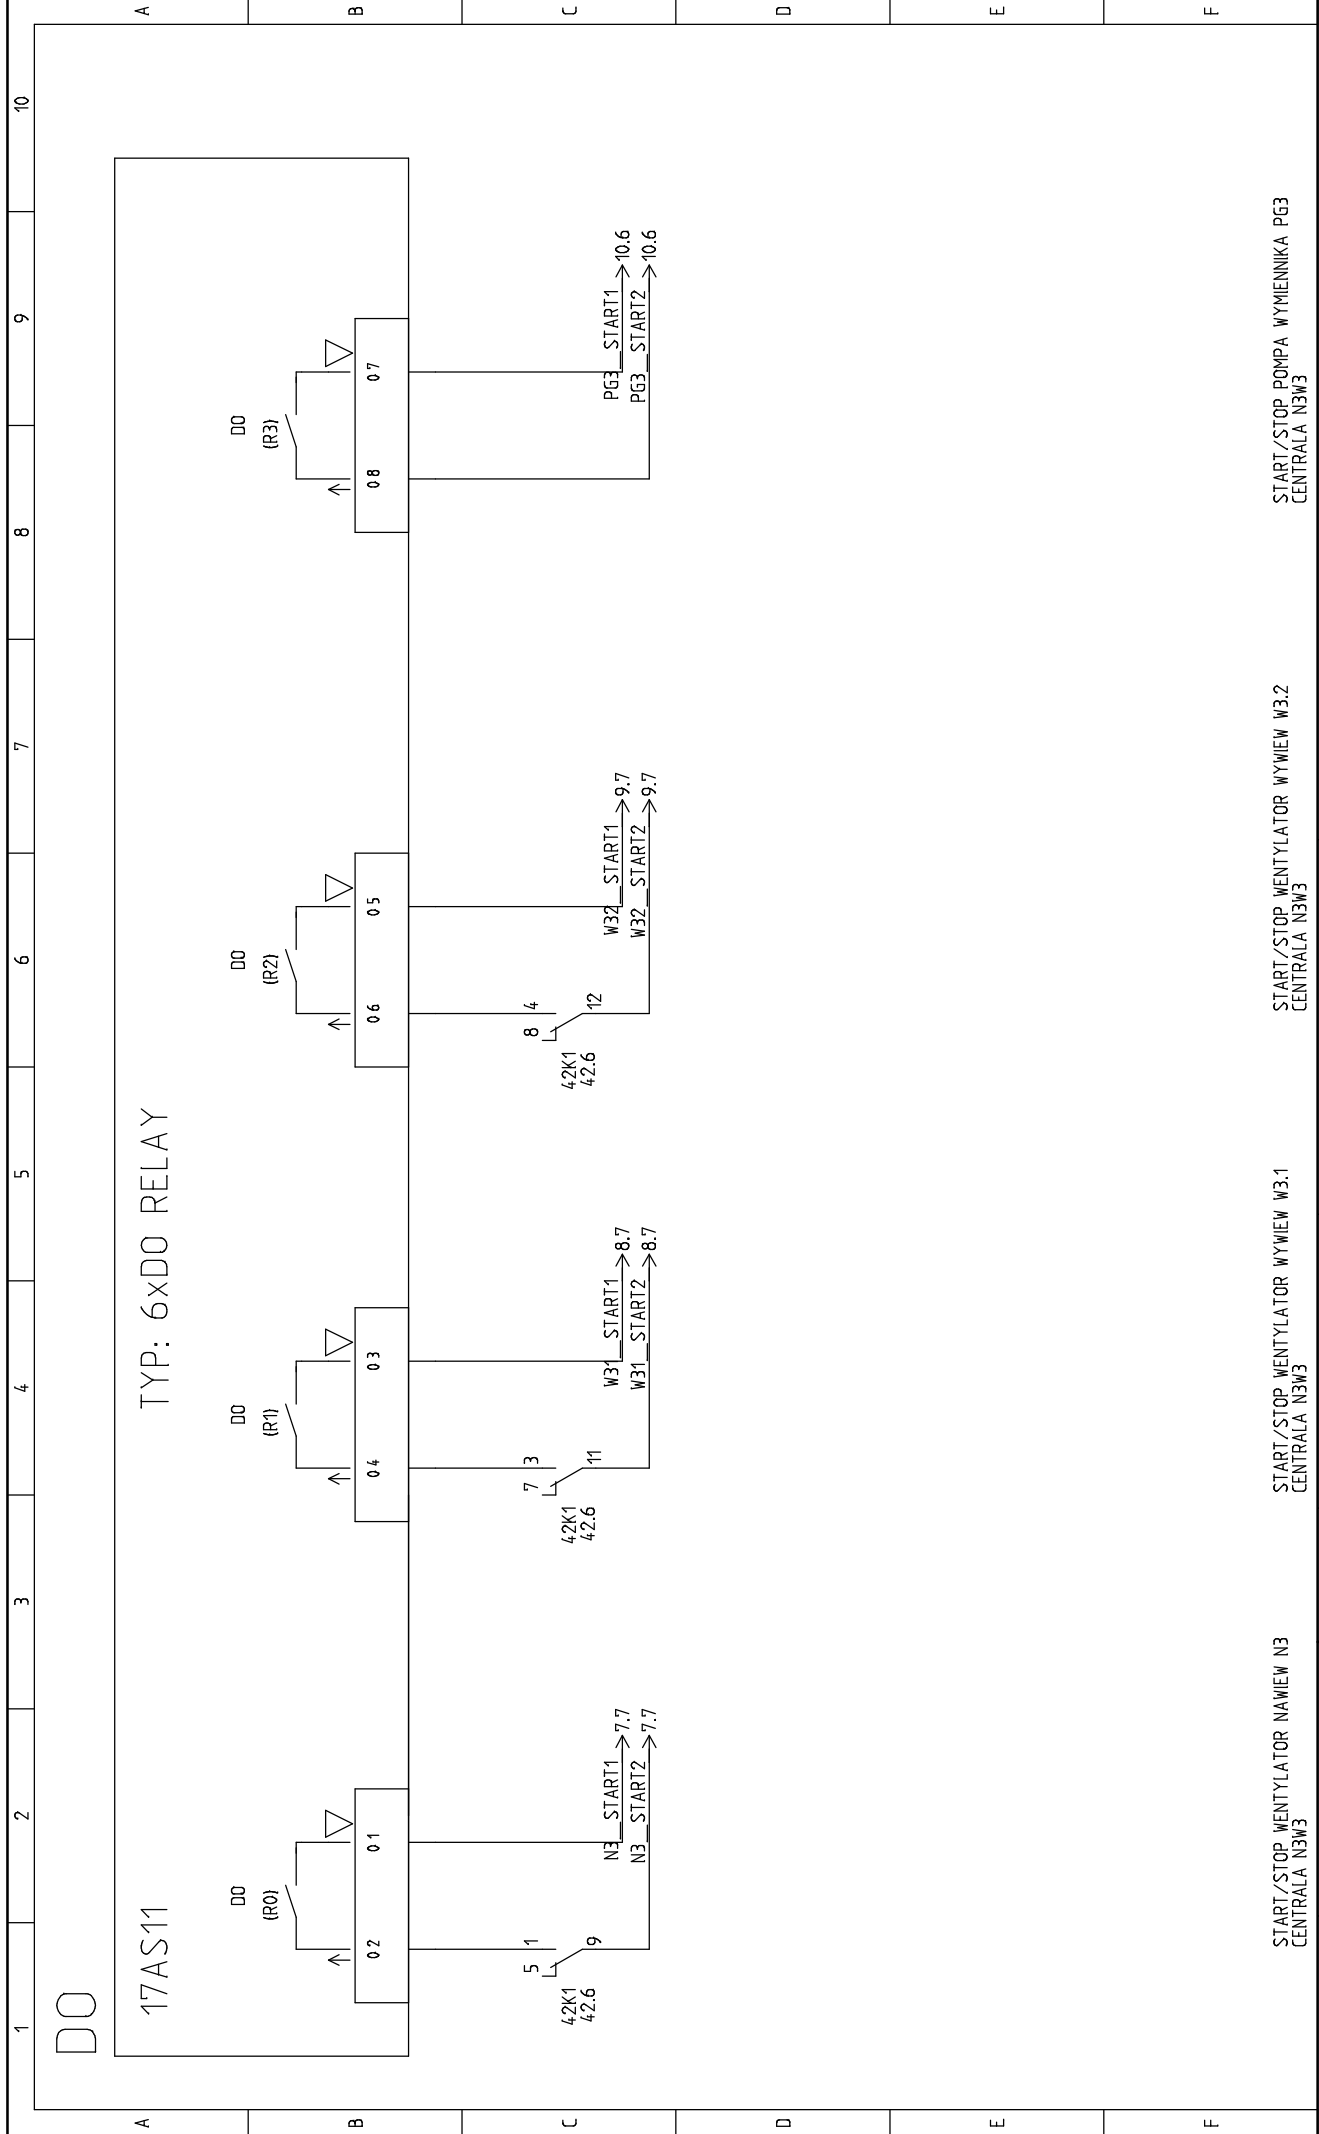 1 2 3 4 5 6 7 8 9 10
A A
B B
C C
D D
E E
F F
DO
17AS11
TYP: 6xDO RELAY
DO
(R0)
02 01
5 1
9
42K1
42.6
N3_START1 7.7
N3_START2 7.7
START/STOP WENTYLATOR NAWIEW N3
CENTRALA N3W3
DO
(R1)
04 03
7 3
11
42K1
42.6
W31_START1 8.7
W31_START2 8.7
START/STOP WENTYLATOR WYWIEW W3.1
CENTRALA N3W3
DO
(R2)
06 05
8 4
12
42K1
42.6
W32_START1 9.7
W32_START2 9.7
START/STOP WENTYLATOR WYWIEW W3.2
CENTRALA N3W3
DO
(R3)
08 07
PG3_START1 10.6
PG3_START2 10.6
START/STOP POMPA WYMIENNIKA PG3
CENTRALA N3W3